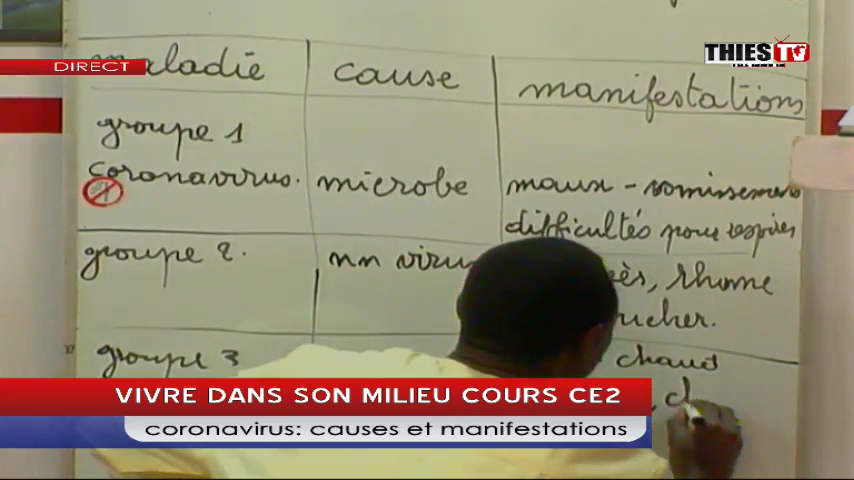 THIES TV
DIRECT
maladie cause manifestations
groupe 1
coronavirus. microbe maux - vomissements
difficultés pour respirer
groupe 2. un virus rhume
groupe 3 chaud
VIVRE DANS SON MILIEU COURS CE2
coronavirus: causes et manifestations